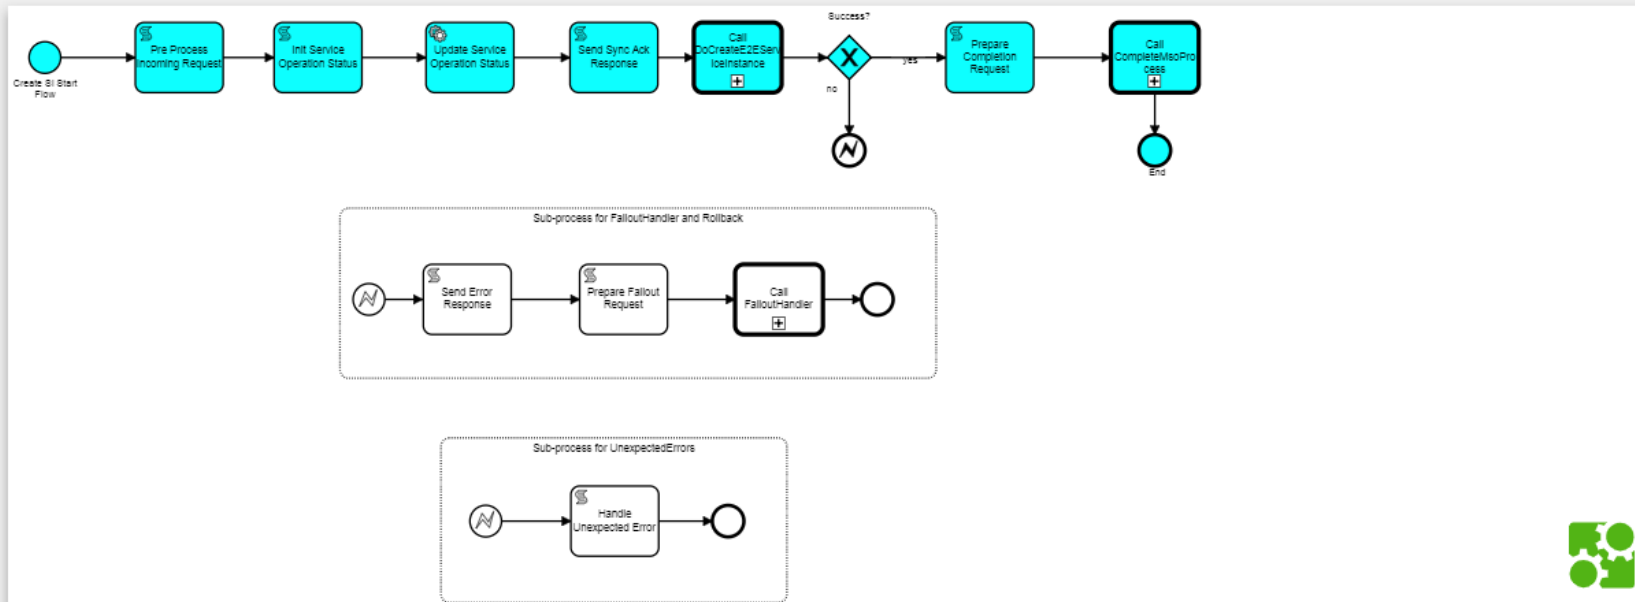 Success?
Create SI Start
Flow
Pre Process
Incoming Request
Init Service
Operation Status
Update Service
Operation Status
Send Sync Ack
Response
Call
DoCreateE2EServ
iceInstance
yes
no
Prepare
Completion
Request
Call
CompleteMsoPro
cess
End
Sub-process for FalloutHandler and Rollback
Send Error
Response
Prepare Fallout
Request
Call
FalloutHandler
Sub-process for UnexpectedErrors
Handle
Unexpected Error